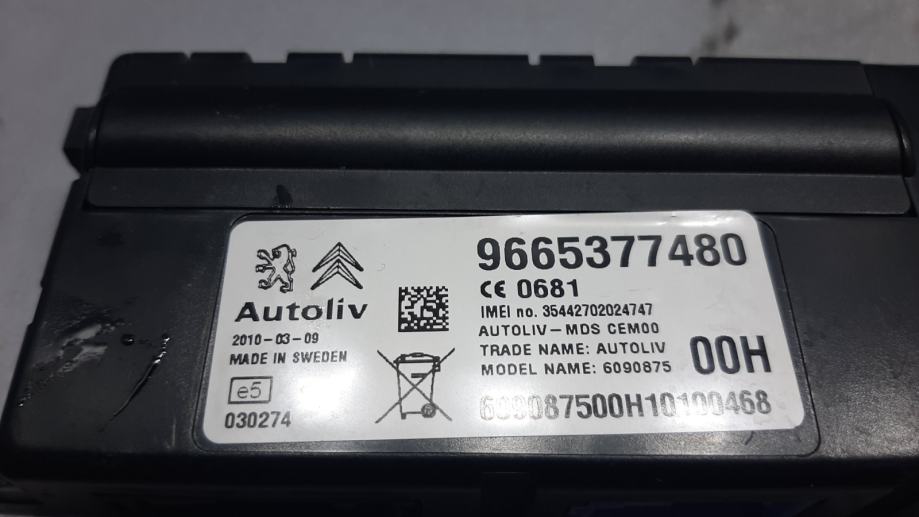 9665377480
CE 0681
IMEI no. 35442702024747
AUTOLIV-MDS CEM00
TRADE NAME: AUTOLIV
MODEL NAME: 6090875
00H
609087500H10100468
Autoliv
2010-03-09
MADE IN SWEDEN
e5
030274